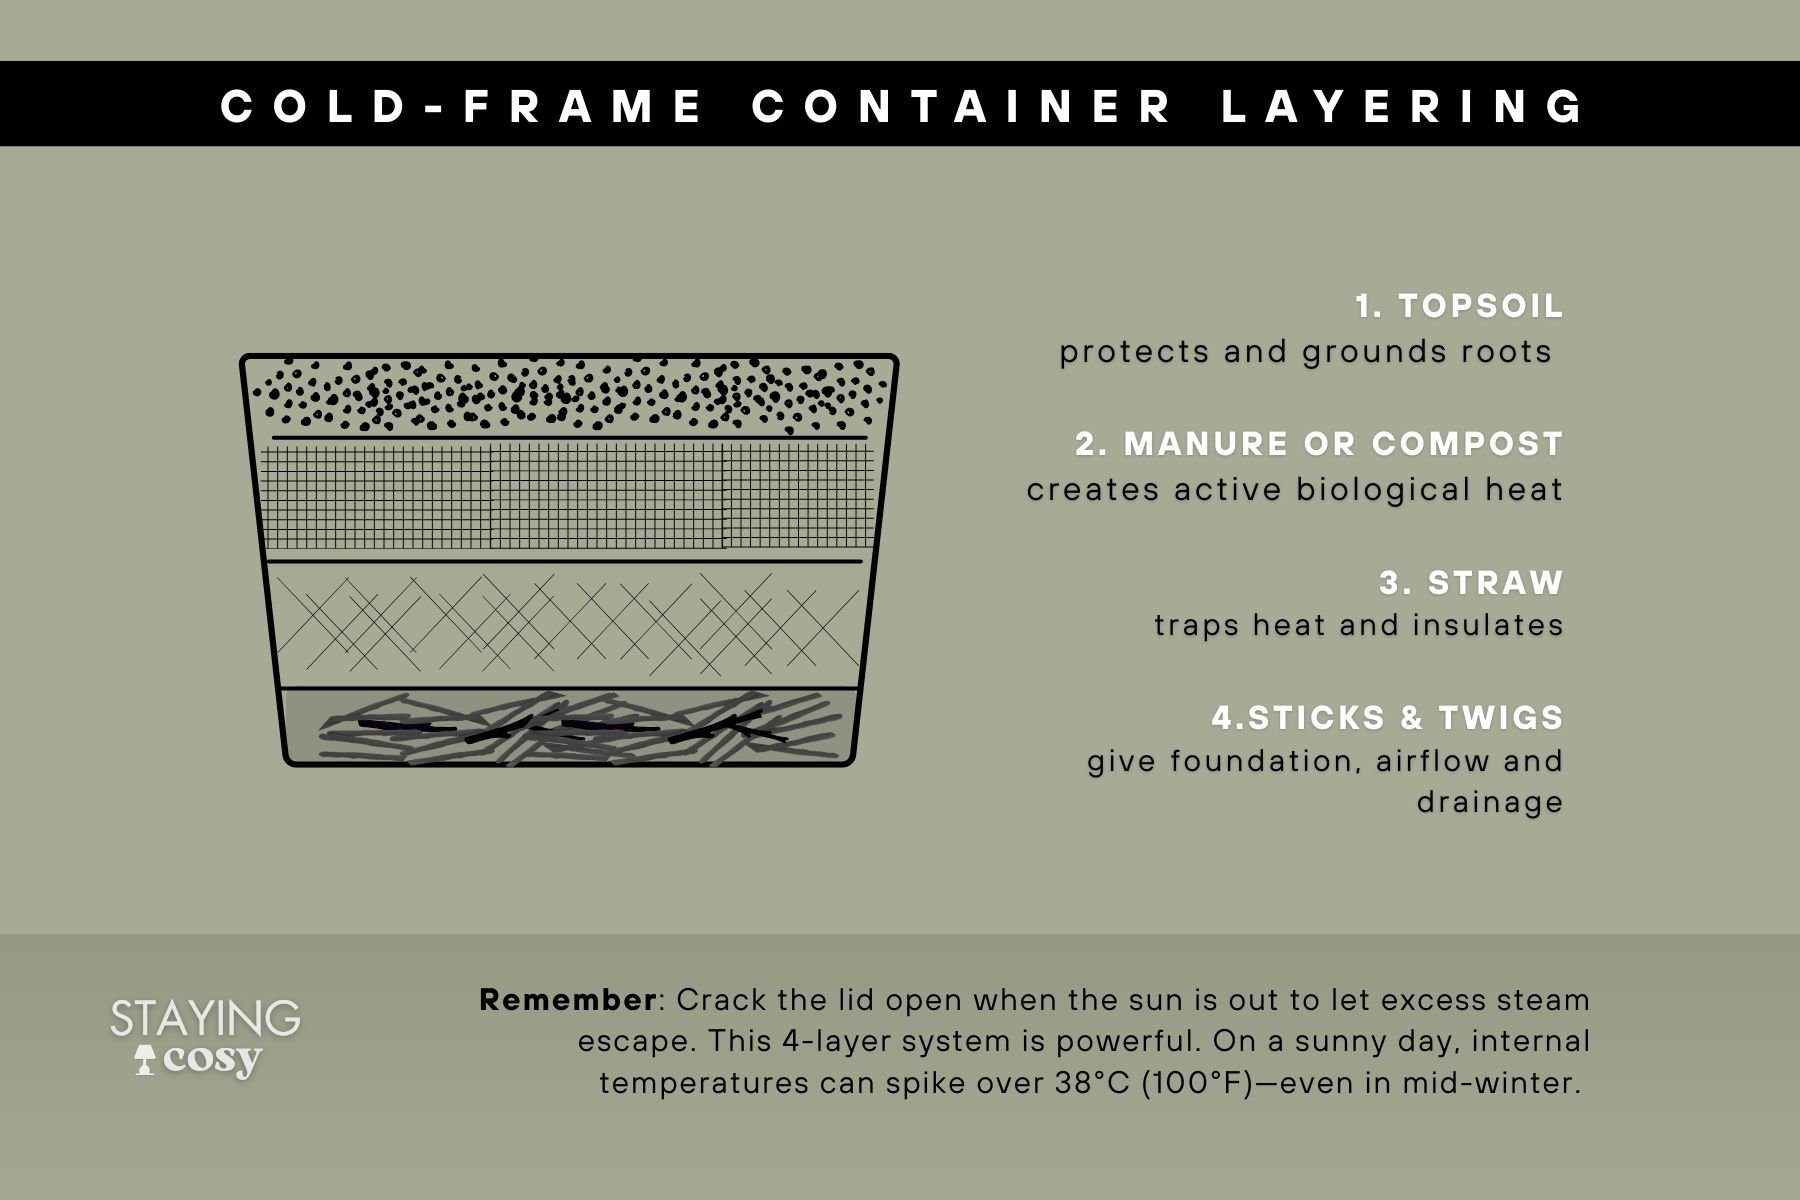 COLD-FRAME CONTAINER LAYERING
1. TOPSOIL
protects and grounds roots
2. MANURE OR COMPOST
creates active biological heat
3. STRAW
traps heat and insulates
4.STICKS & TWIGS
give foundation, airflow and
drainage
STAYING
cosy
Remember: Crack the lid open when the sun is out to let excess steam
escape. This 4-layer system is powerful. On a sunny day, internal
temperatures can spike over 38°C (100°F)—even in mid-winter.